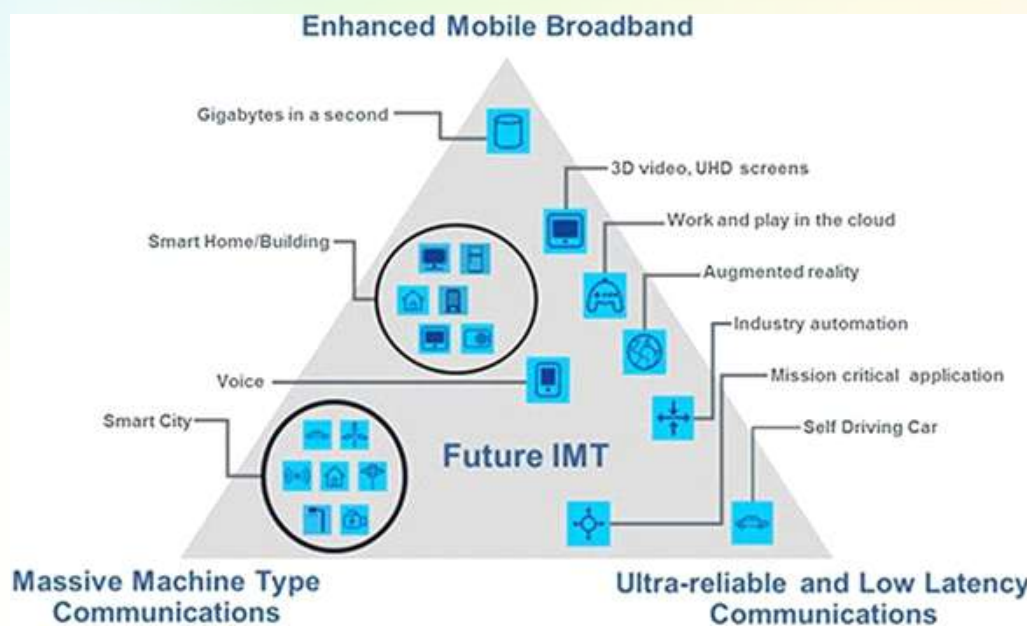 Enhanced Mobile Broadband
Gigabytes in a second
3D video, UHD screens
Work and play in the cloud
Smart Home/Building
Augmented reality
Industry automation
Voice
Mission critical application
Smart City
Self Driving Car
Future IMT
Massive Machine Type
Communications
Ultra-reliable and Low Latency
Communications